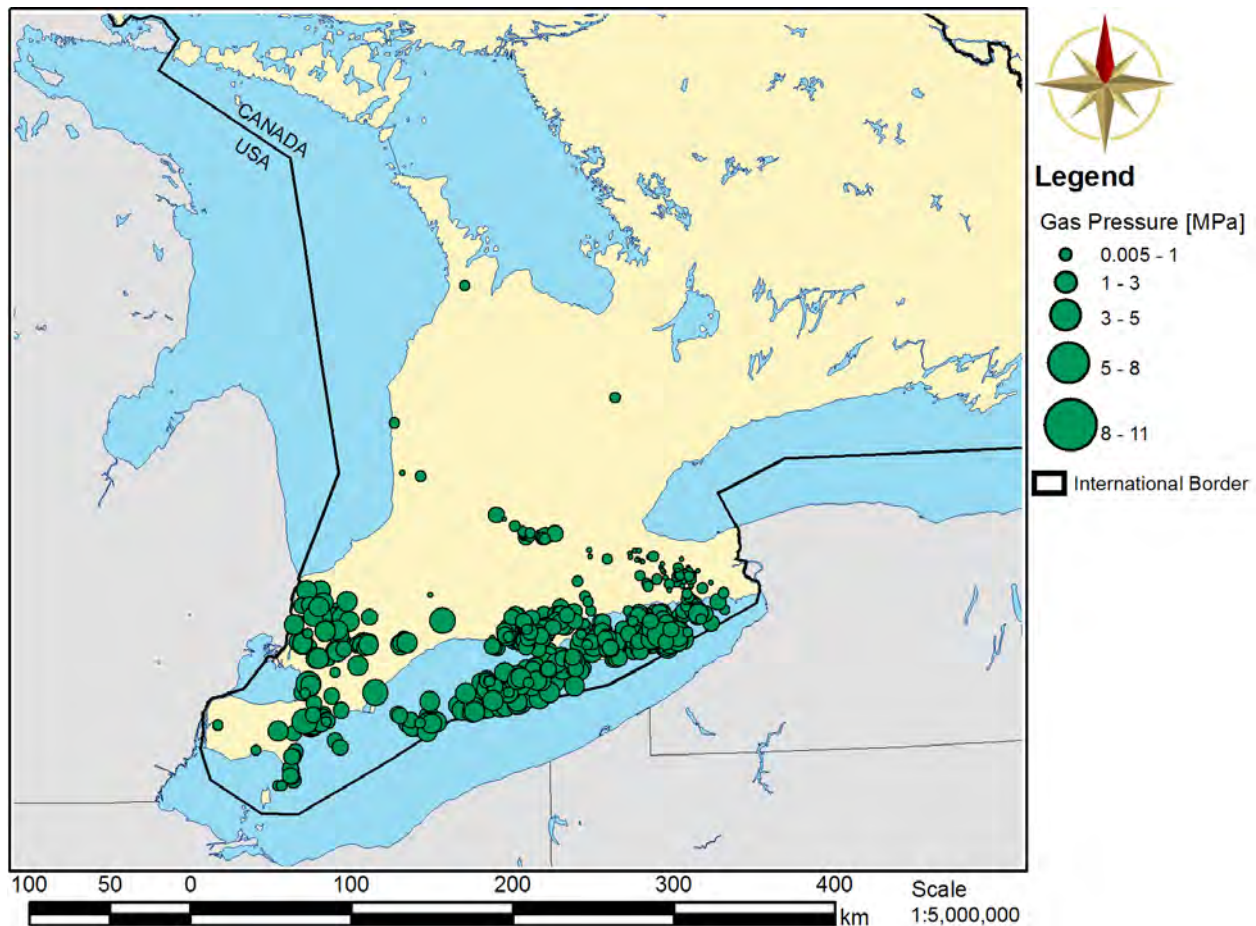 CANADA
USA
Legend
Gas Pressure [MPa]
0.005 - 1
1 - 3
3 - 5
5 - 8
8 - 11
International Border
100 50 0 100 200 300 400
km
Scale
1:5,000,000